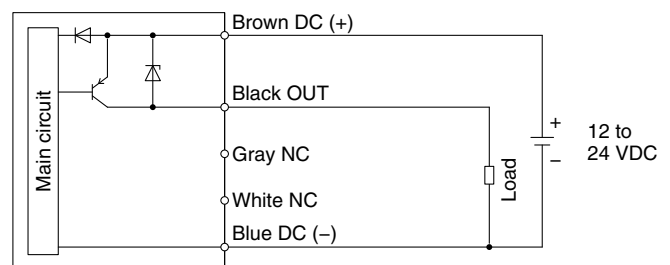 Brown DC (+)
Main circuit
Black OUT
Gray NC
White NC
Blue DC (−)
Load
+
−
12 to
24 VDC